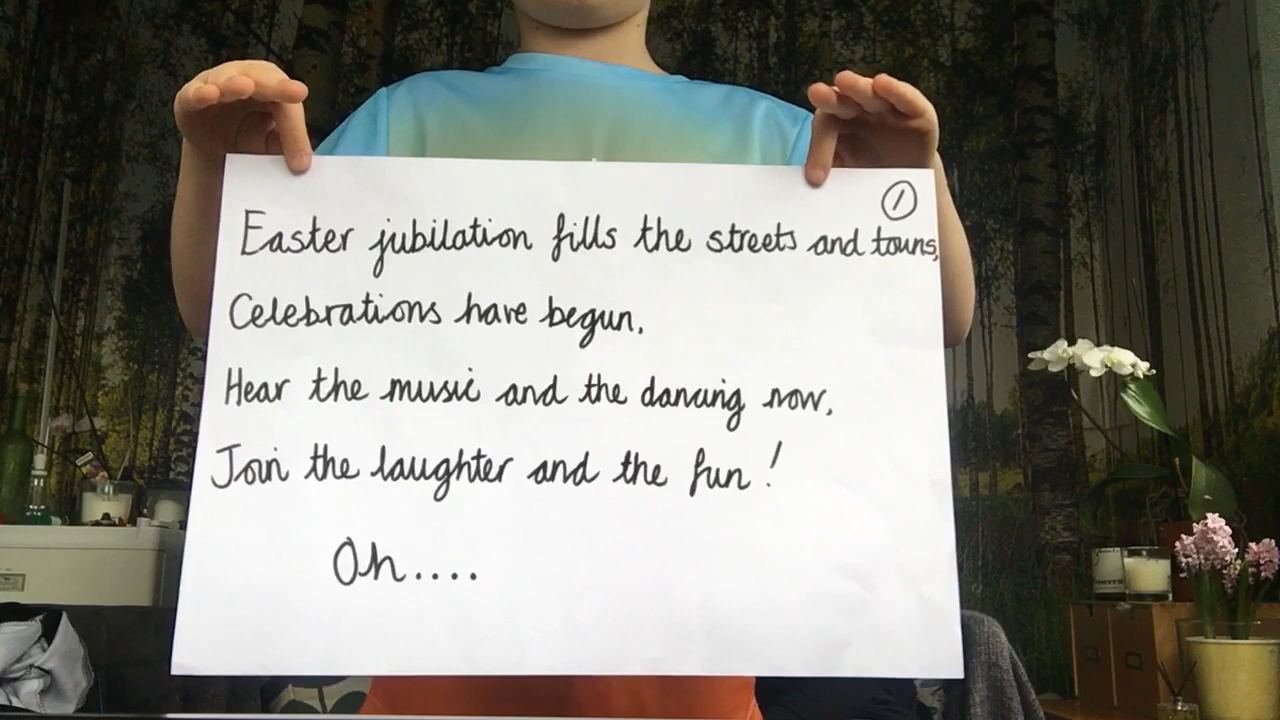 ①
Easter jubilation fills the streets and towns,
Celebrations have begun.
Hear the music and the dancing now,
Join the laughter and the fun!
Oh....